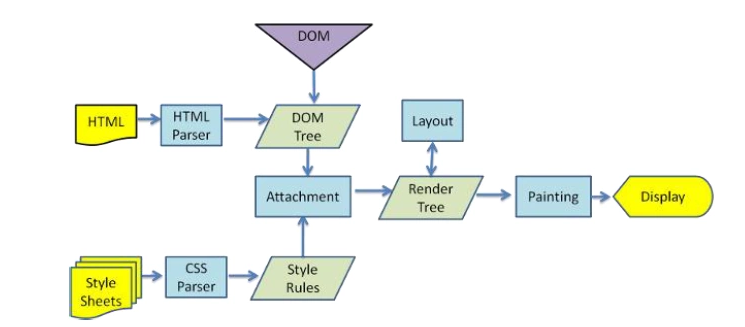 DOM
HTML
HTML
Parser
DOM
Tree
Layout
Attachment
Render
Tree
Painting
Display
Style
Sheets
CSS
Parser
Style
Rules